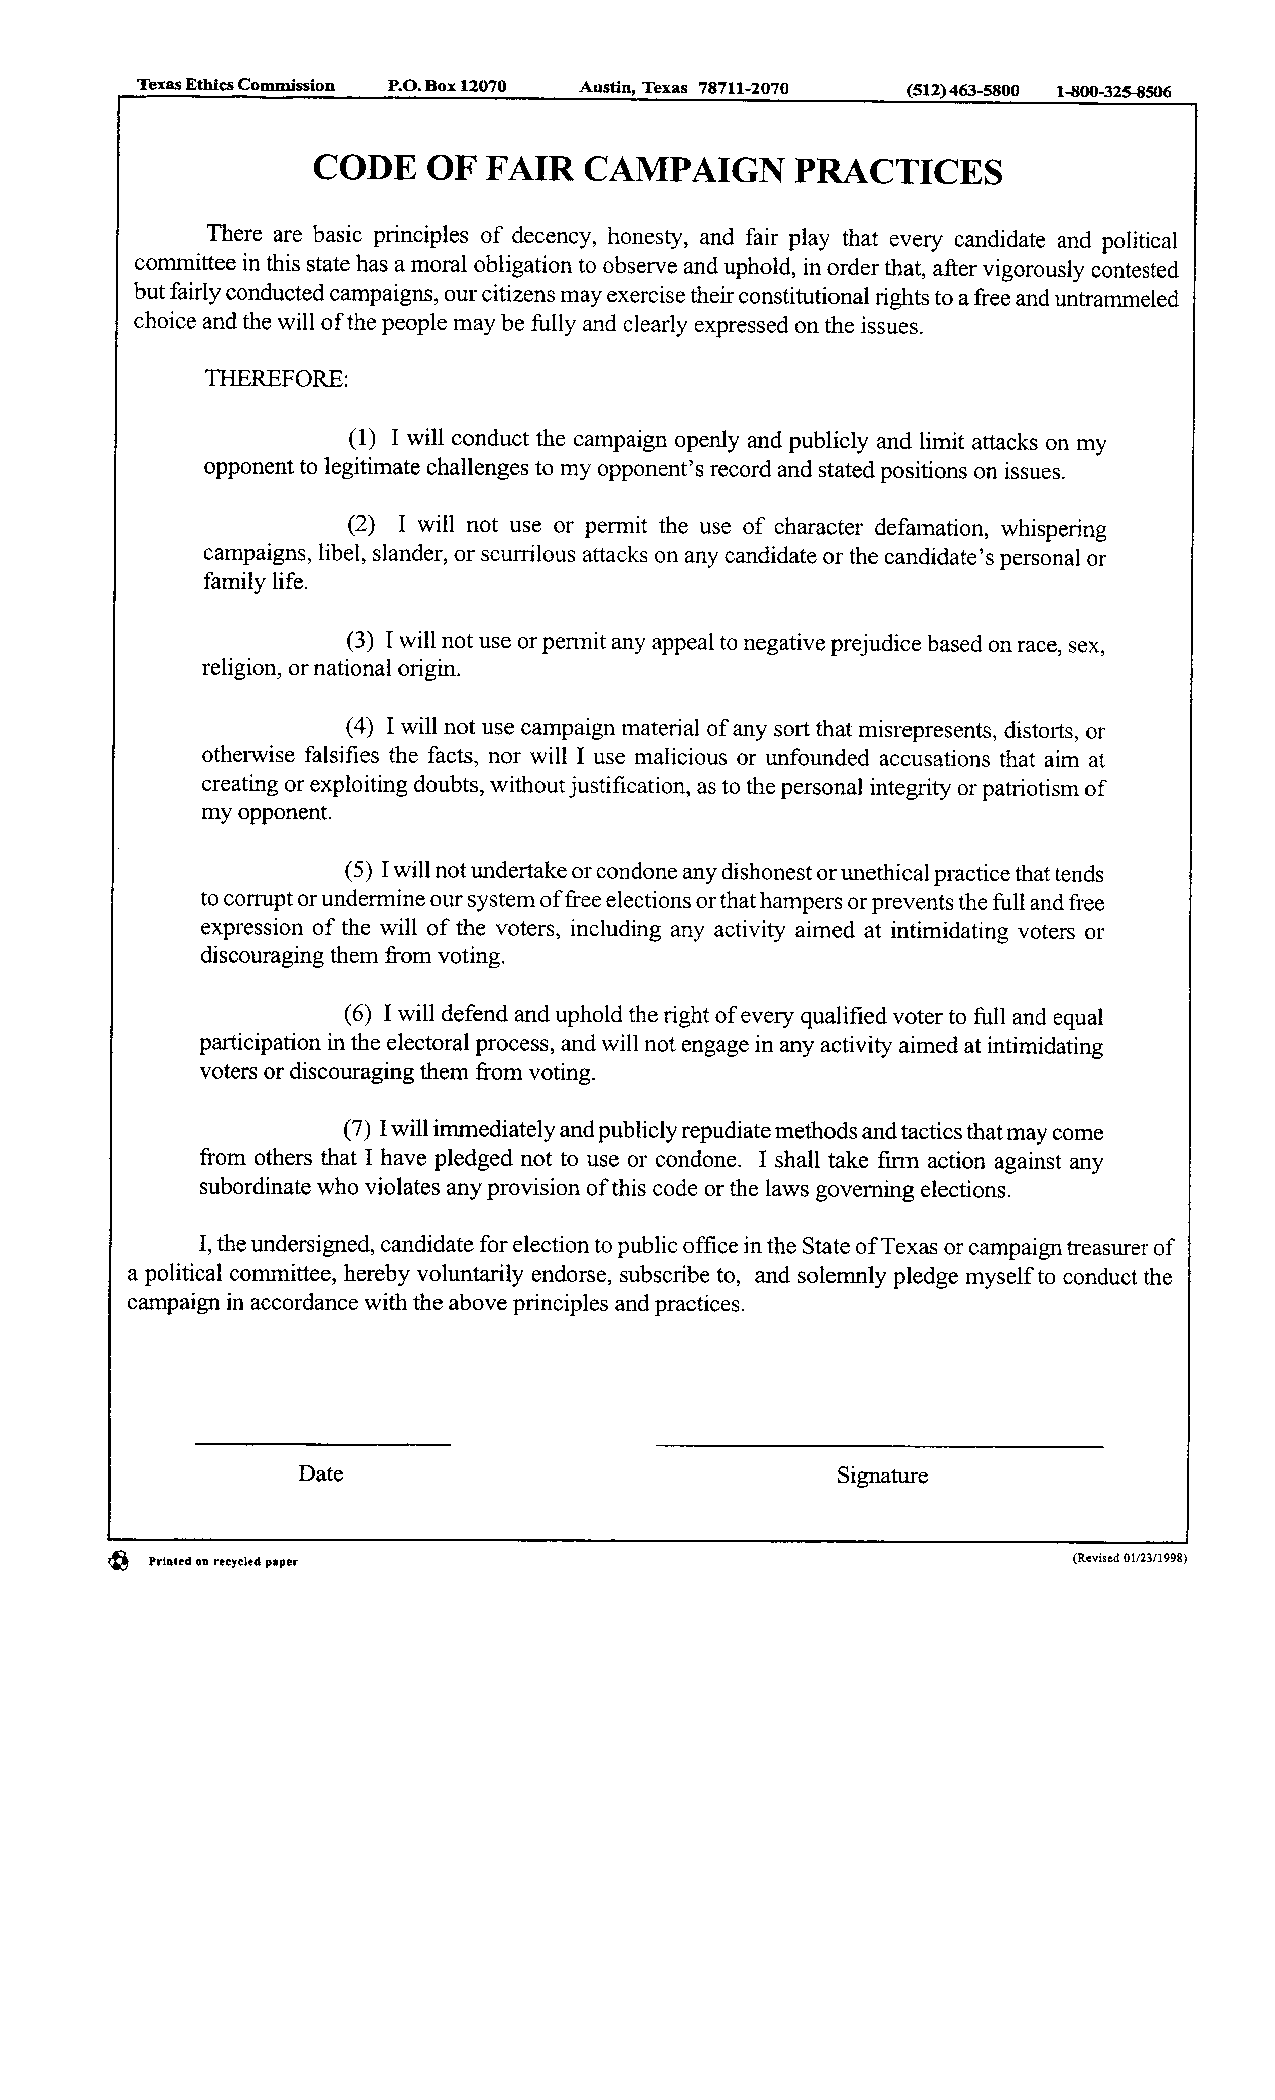 Texas Ethics Commission P.O. Box 12070 Austin, Texas 78711-2070 (512) 463-5800 1-800-325-8506
CODE OF FAIR CAMPAIGN PRACTICES
There are basic principles of decency, honesty, and fair play that every candidate and political
committee in this state has a moral obligation to observe and uphold, in order that, after vigorously contested
but fairly conducted campaigns, our citizens may exercise their constitutional rights to a free and untrammeled
choice and the will of the people may be fully and clearly expressed on the issues.
THEREFORE:
(1) I will conduct the campaign openly and publicly and limit attacks on my
opponent to legitimate challenges to my opponent's record and stated positions on issues.
(2) I will not use or permit the use of character defamation, whispering
campaigns, libel, slander, or scurrilous attacks on any candidate or the candidate's personal or
family life.
(3) I will not use or permit any appeal to negative prejudice based on race, sex,
religion, or national origin.
(4) I will not use campaign material of any sort that misrepresents, distorts, or
otherwise falsifies the facts, nor will I use malicious or unfounded accusations that aim at
creating or exploiting doubts, without justification, as to the personal integrity or patriotism of
my opponent.
(5) I will not undertake or condone any dishonest or unethical practice that tends
to corrupt or undermine our system of free elections or that hampers or prevents the full and free
expression of the will of the voters, including any activity aimed at intimidating voters or
discouraging them from voting.
(6) I will defend and uphold the right of every qualified voter to full and equal
participation in the electoral process, and will not engage in any activity aimed at intimidating
voters or discouraging them from voting.
(7) I will immediately and publicly repudiate methods and tactics that may come
from others that I have pledged not to use or condone. I shall take firm action against any
subordinate who violates any provision of this code or the laws governing elections.
I, the undersigned, candidate for election to public office in the State of Texas or campaign treasurer of
a political committee, hereby voluntarily endorse, subscribe to, and solemnly pledge myself to conduct the
campaign in accordance with the above principles and practices.
Date Signature
Printed on recycled paper (Revised 01/23/1998)